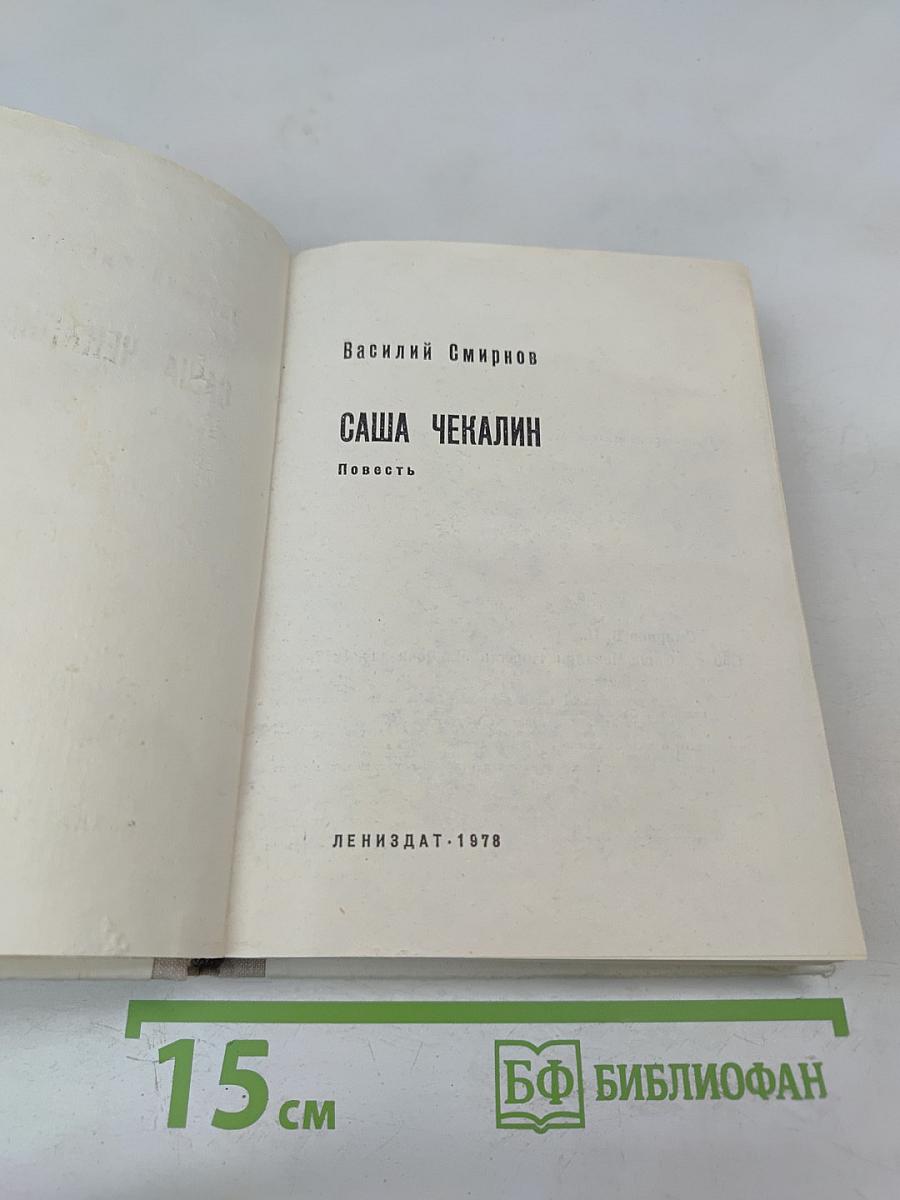 Василий Смирнов
САША ЧЕКАЛИН
Повесть
ЛЕНИЗДАТ·1978
15 см
БФ БИБЛИОФАН